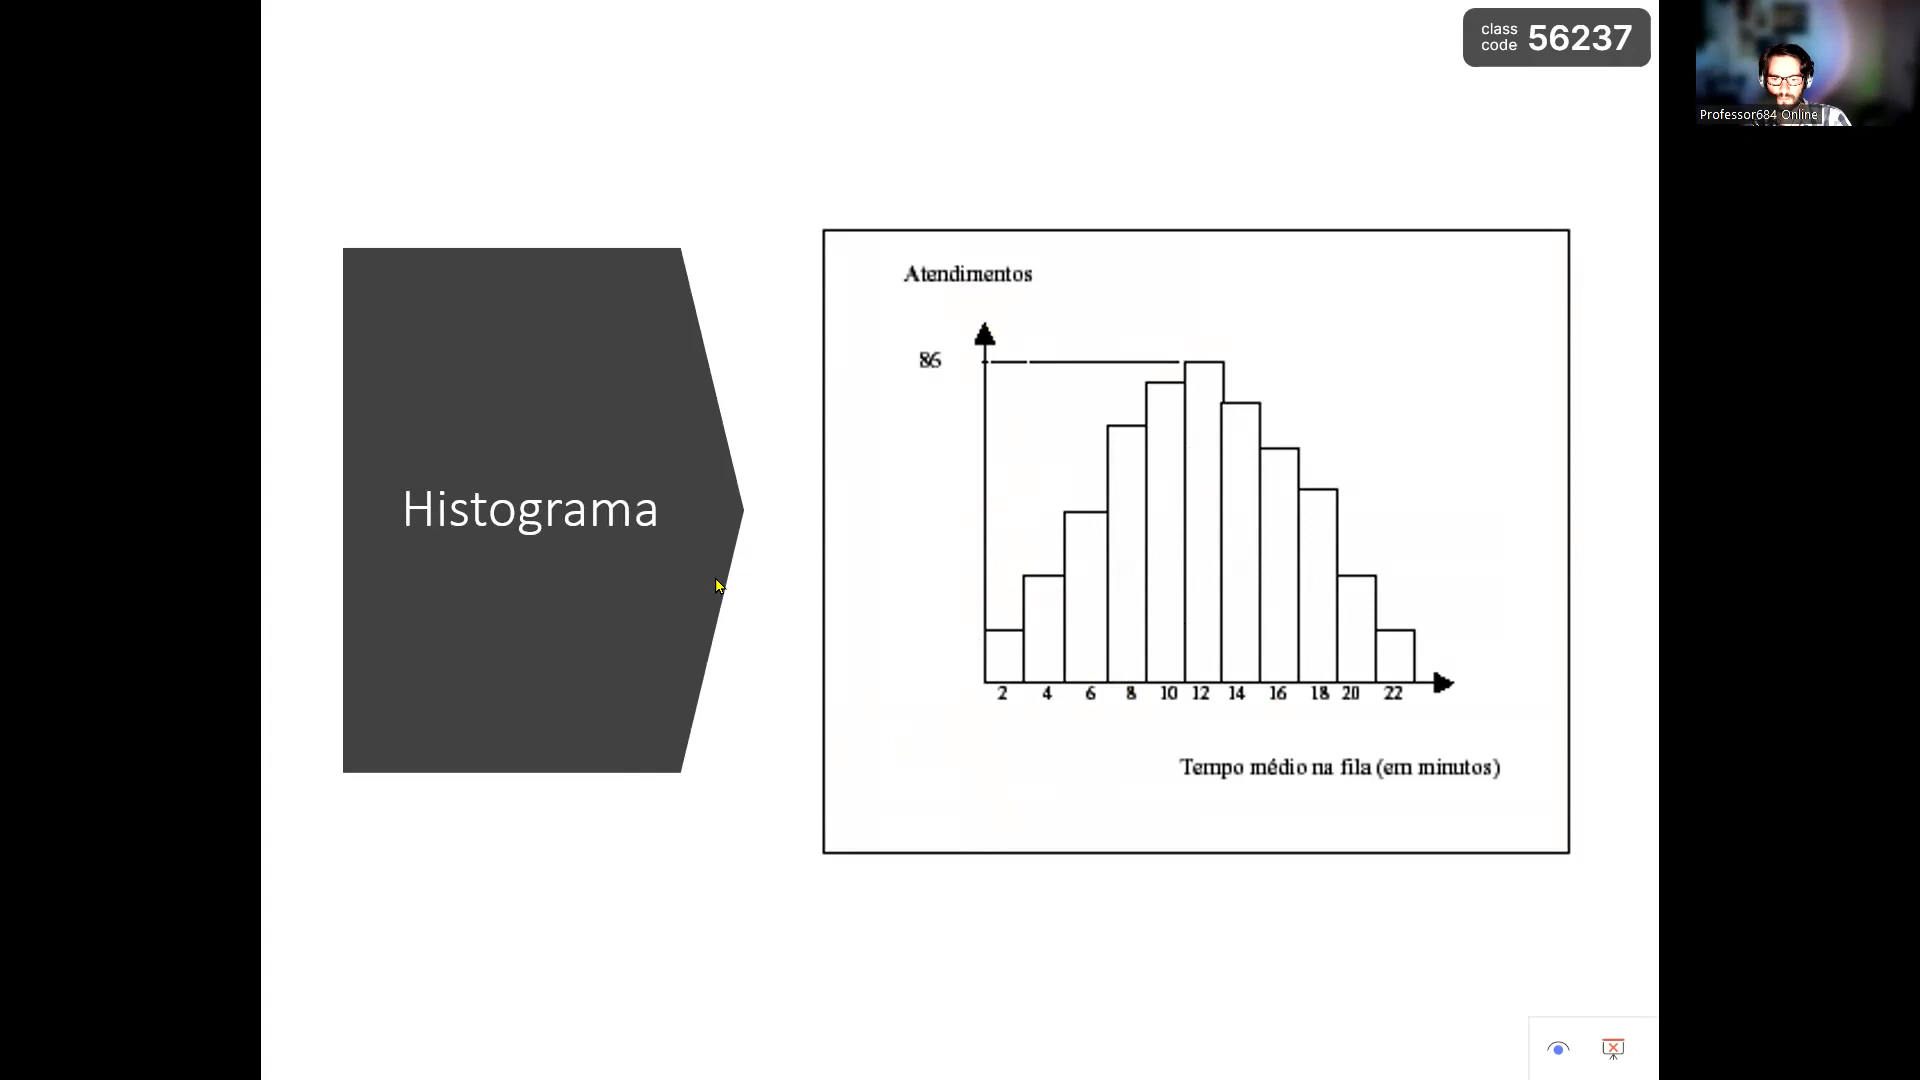 class
code 56237
Professor684 Online
Histograma
Atendimentos
86
2 4 6 8 10 12 14 16 18 20 22
Tempo médio na fila (em minutos)